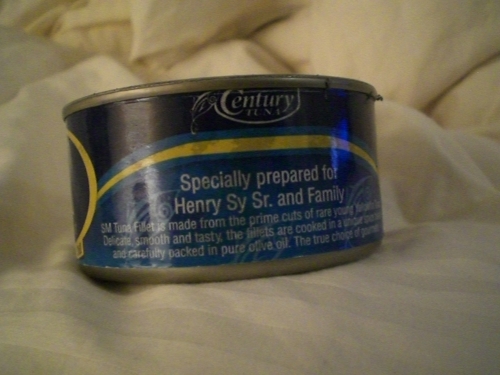 Century
TUNA
Specially prepared for
Henry Sy Sr. and Family
SM Tuna Fillet is made from the prime cuts of rare young
Delicate, smooth and tasty, the fillets are cooked in a unique
and carefully packed in pure olive oil. The true choice of